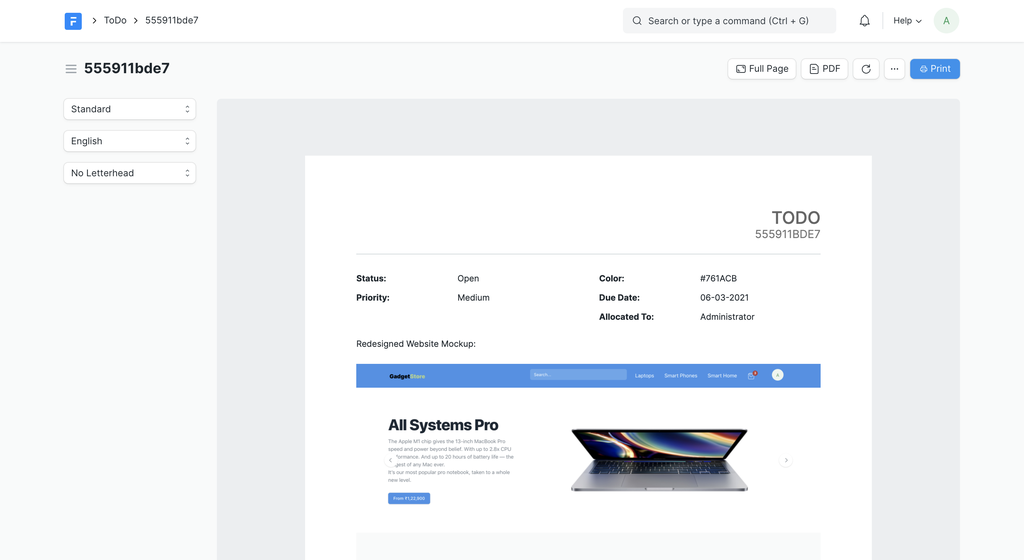 F
ToDo
555911bde7
Search or type a command (Ctrl + G)
Help
A
555911bde7
Full Page
PDF
...
Print
Standard
English
No Letterhead
TODO
555911BDE7
Status:
Open
Color:
#761ACB
Priority:
Medium
Due Date:
06-03-2021
Allocated To:
Administrator
Redesigned Website Mockup:
GadgetStore
Search...
Laptops
Smart Phones
Smart Home
A
All Systems Pro
The Apple M1 chip gives the 13-inch MacBook Pro
speed and power beyond belief. With up to 2.8x CPU
formance. And up to 20 hours of battery life — the
gest of any Mac ever.
It's our most popular pro notebook, taken to a whole
new level.
From ₹1,22,900